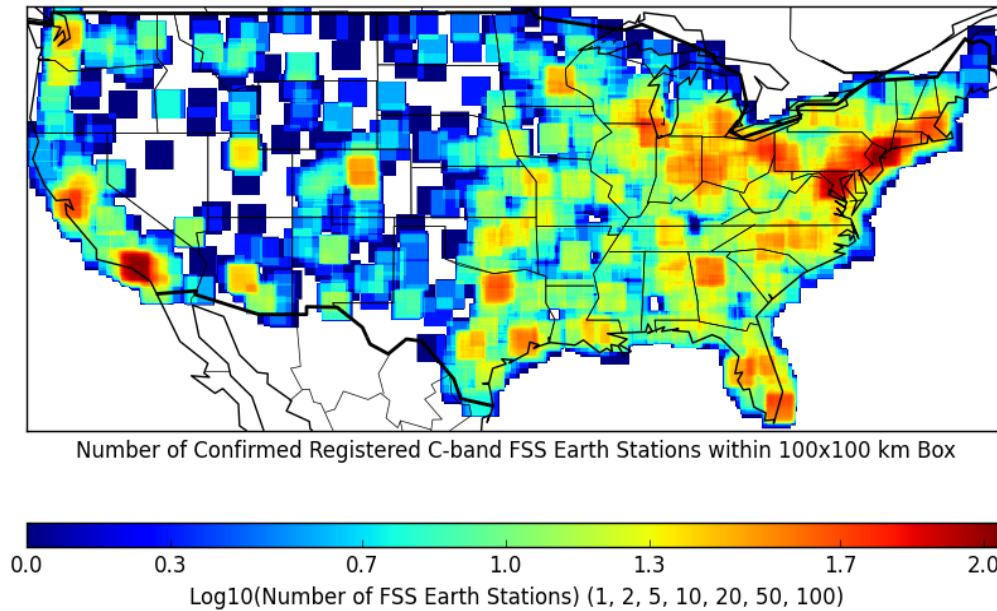 Number of Confirmed Registered C-band FSS Earth Stations within 100x100 km Box
0.0 0.3 0.7 1.0 1.3 1.7 2.0
Log10(Number of FSS Earth Stations) (1, 2, 5, 10, 20, 50, 100)